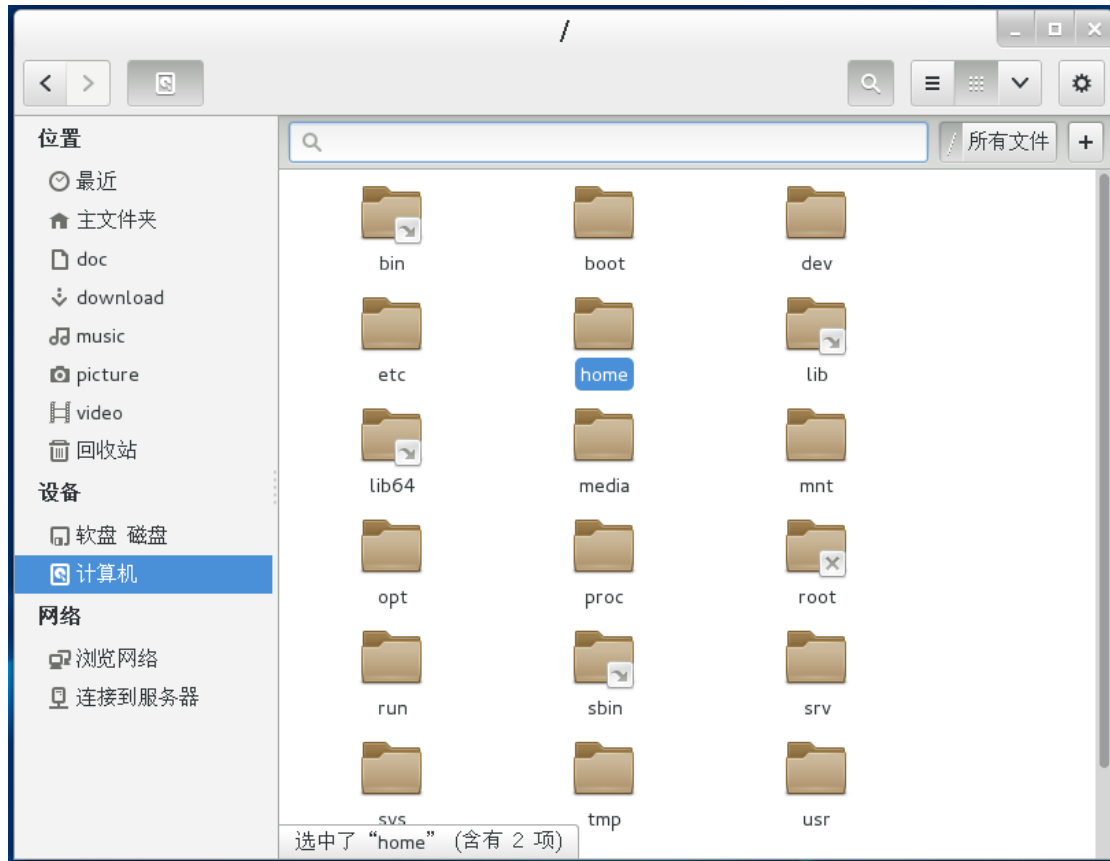 /
位置
最近
主文件夹
doc
download
music
picture
video
回收站
设备
软盘 磁盘
计算机
网络
浏览网络
连接到服务器
/ 所有文件
bin boot dev
etc home lib
lib64 media mnt
opt proc root
run sbin srv
sys tmp usr
选中了 “home” (含有 2 项)